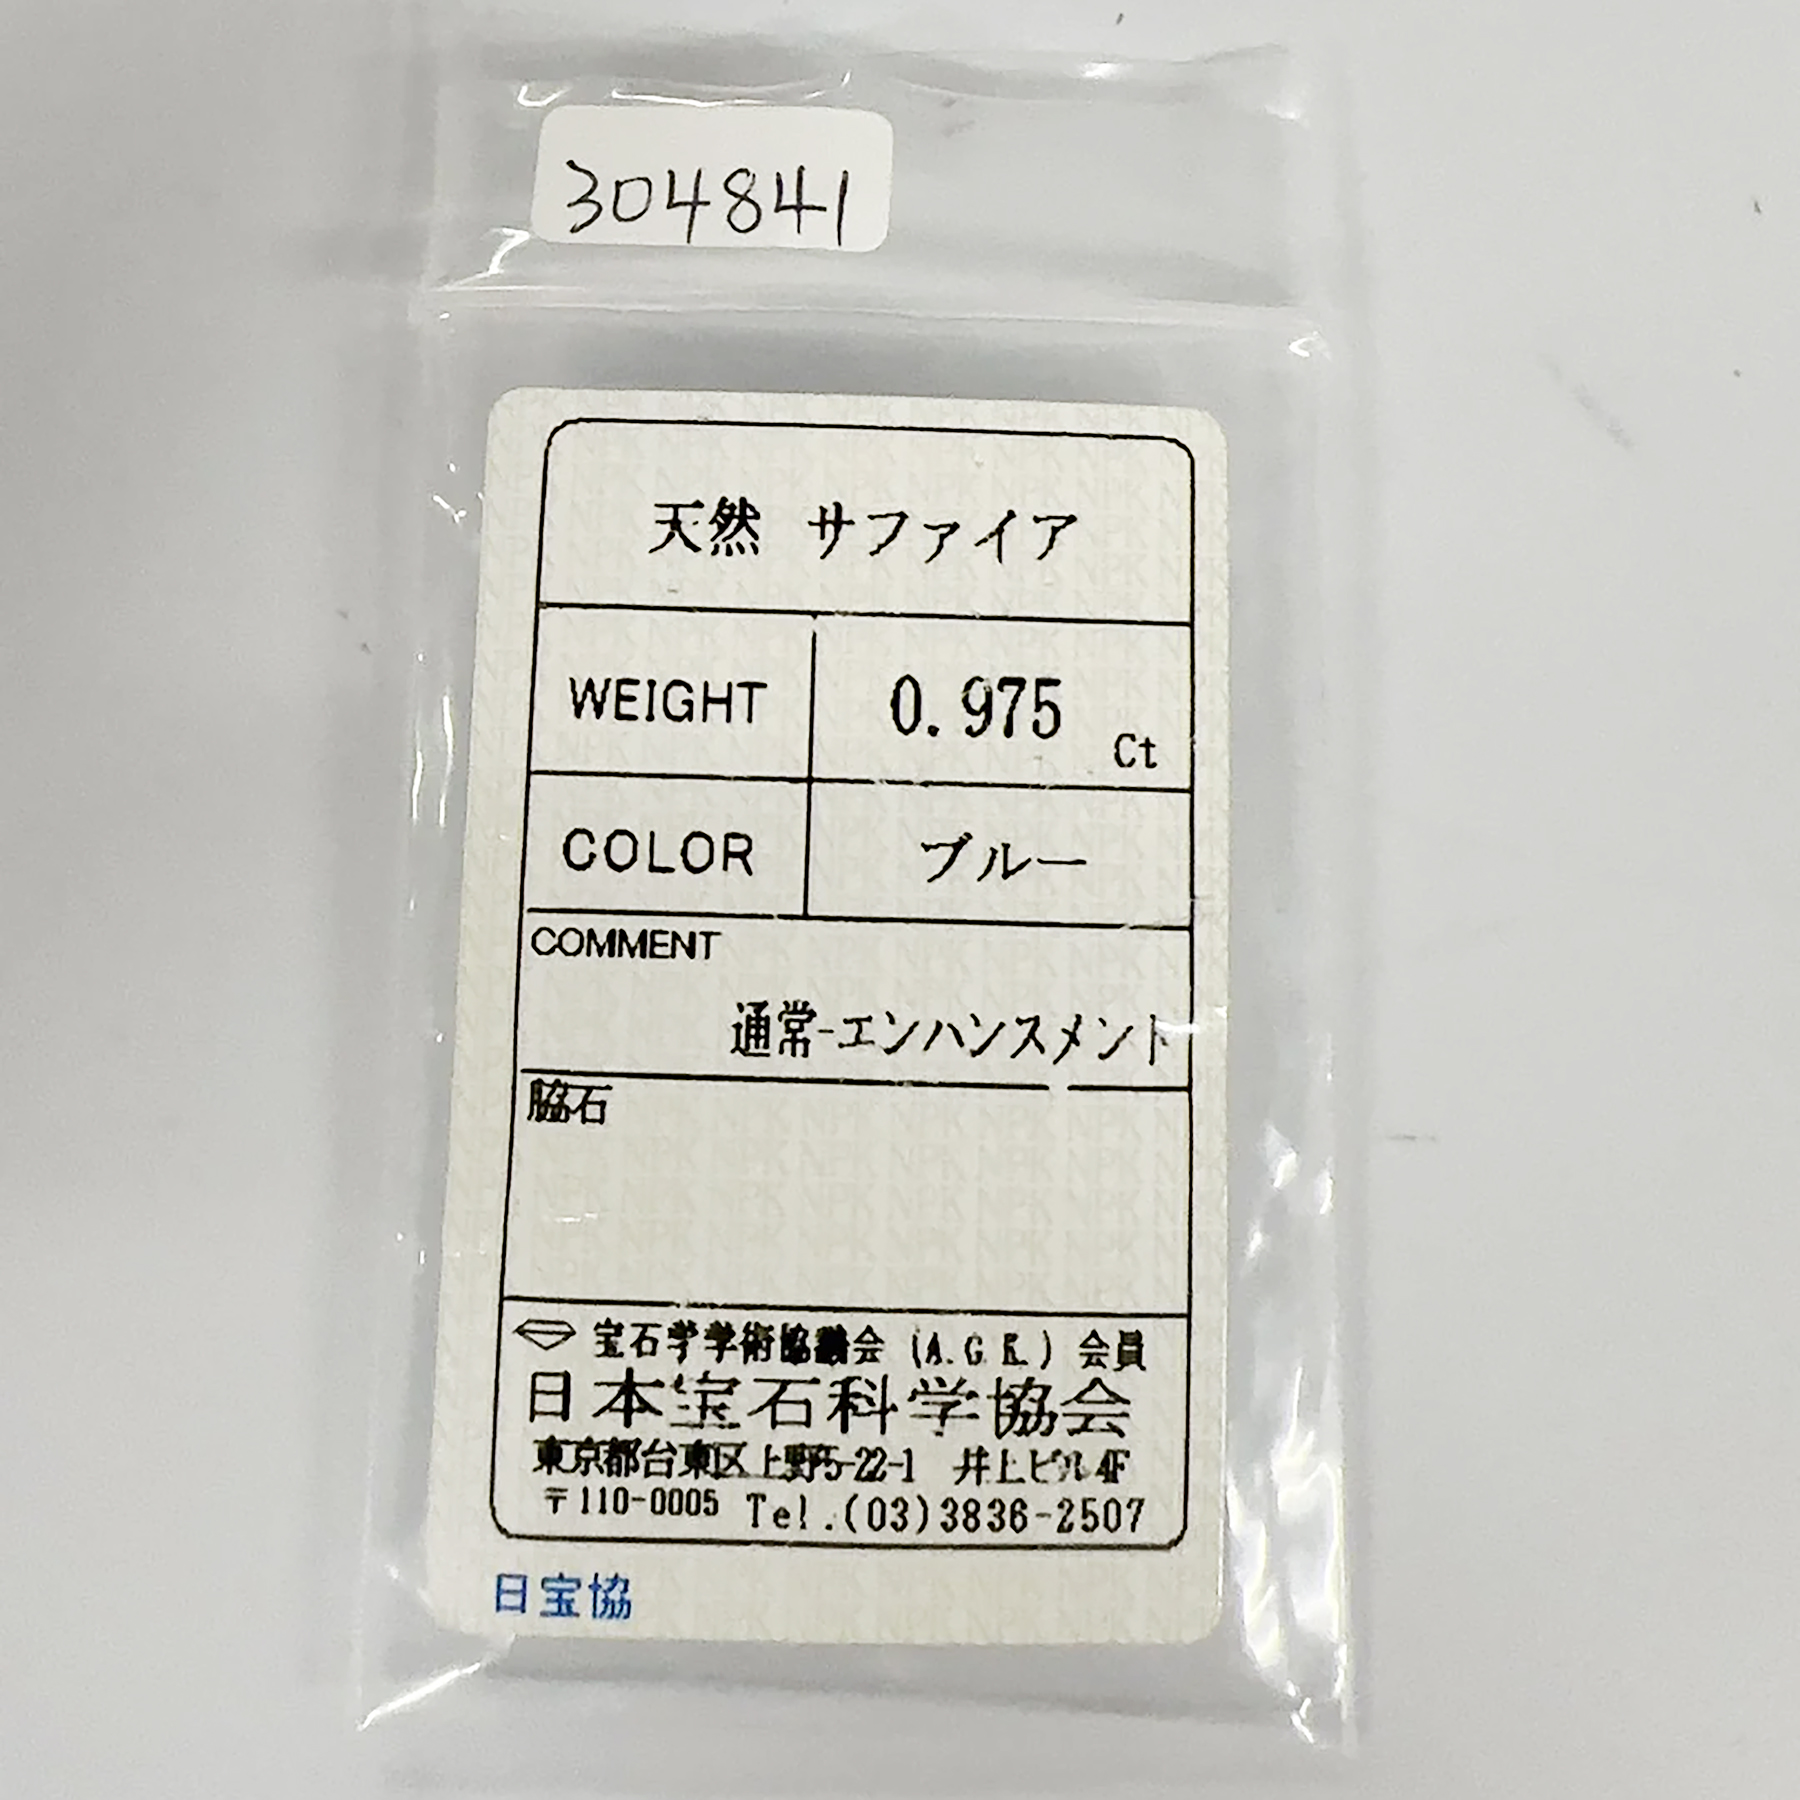 304841
天然 サファイア
WEIGHT 0.975 Ct
COLOR ブルー
COMMENT
通常-エンハンスメント
脇石
宝石学学術協議会 (A.G.K.) 会員
日本宝石科学協会
東京都台東区上野5-22-1 井上ビル4F
〒110-0005 Tel.(03)3836-2507
日宝協